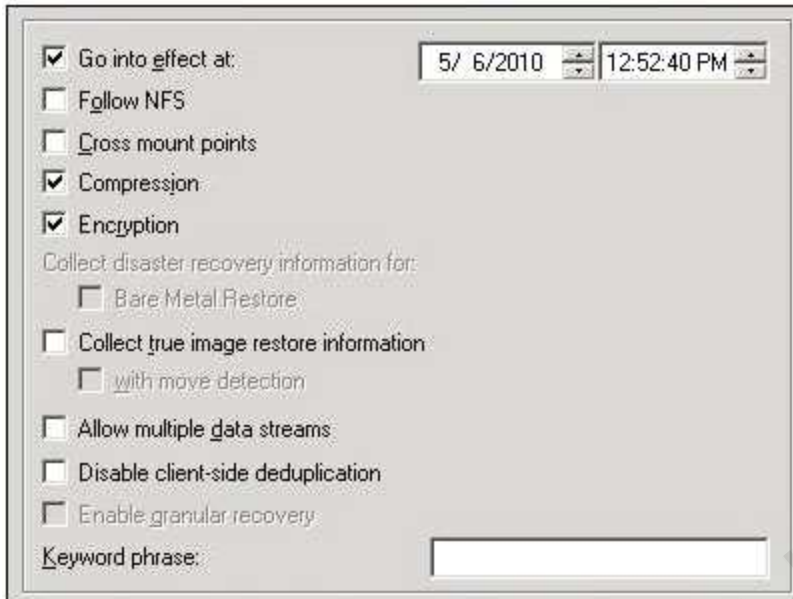 Go into effect at: 5/ 6/2010 12:52:40 PM
Follow NFS
Cross mount points
Compression
Encryption
Collect disaster recovery information for:
Bare Metal Restore
Collect true image restore information
with move detection
Allow multiple data streams
Disable client-side deduplication
Enable granular recovery
Keyword phrase: